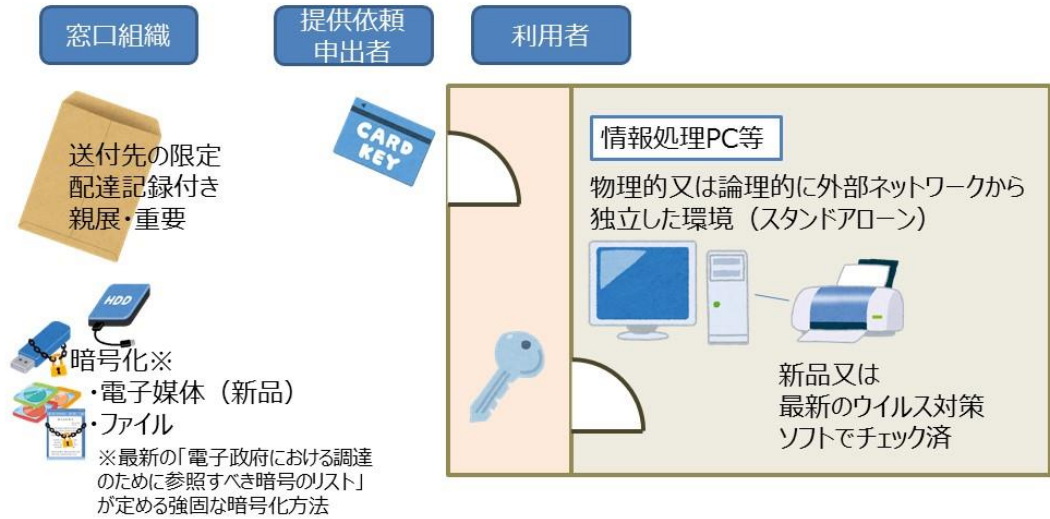 窓口組織
提供依頼
申出者
利用者
送付先の限定
配達記録付き
親展・重要
CARD
KEY
情報処理PC等
物理的又は論理的に外部ネットワークから
独立した環境（スタンドアローン）
HDD
暗号化※
・電子媒体（新品）
・ファイル
※最新の「電子政府における調達
のために参照すべき暗号のリスト」
が定める強固な暗号化方法
新品又は
最新のウイルス対策
ソフトでチェック済